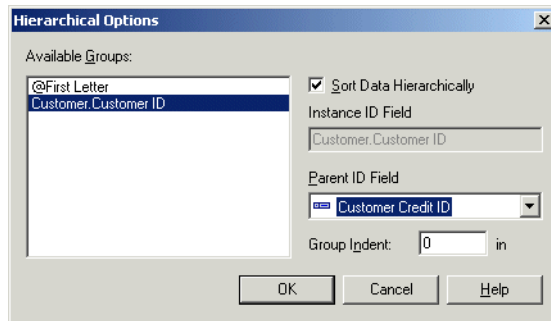 Hierarchical Options
Available Groups:
@First Letter
Customer.Customer ID
Sort Data Hierarchically
Instance ID Field
Customer.Customer ID
Parent ID Field
Customer Credit ID
Group Indent: 0 in
OK Cancel Help